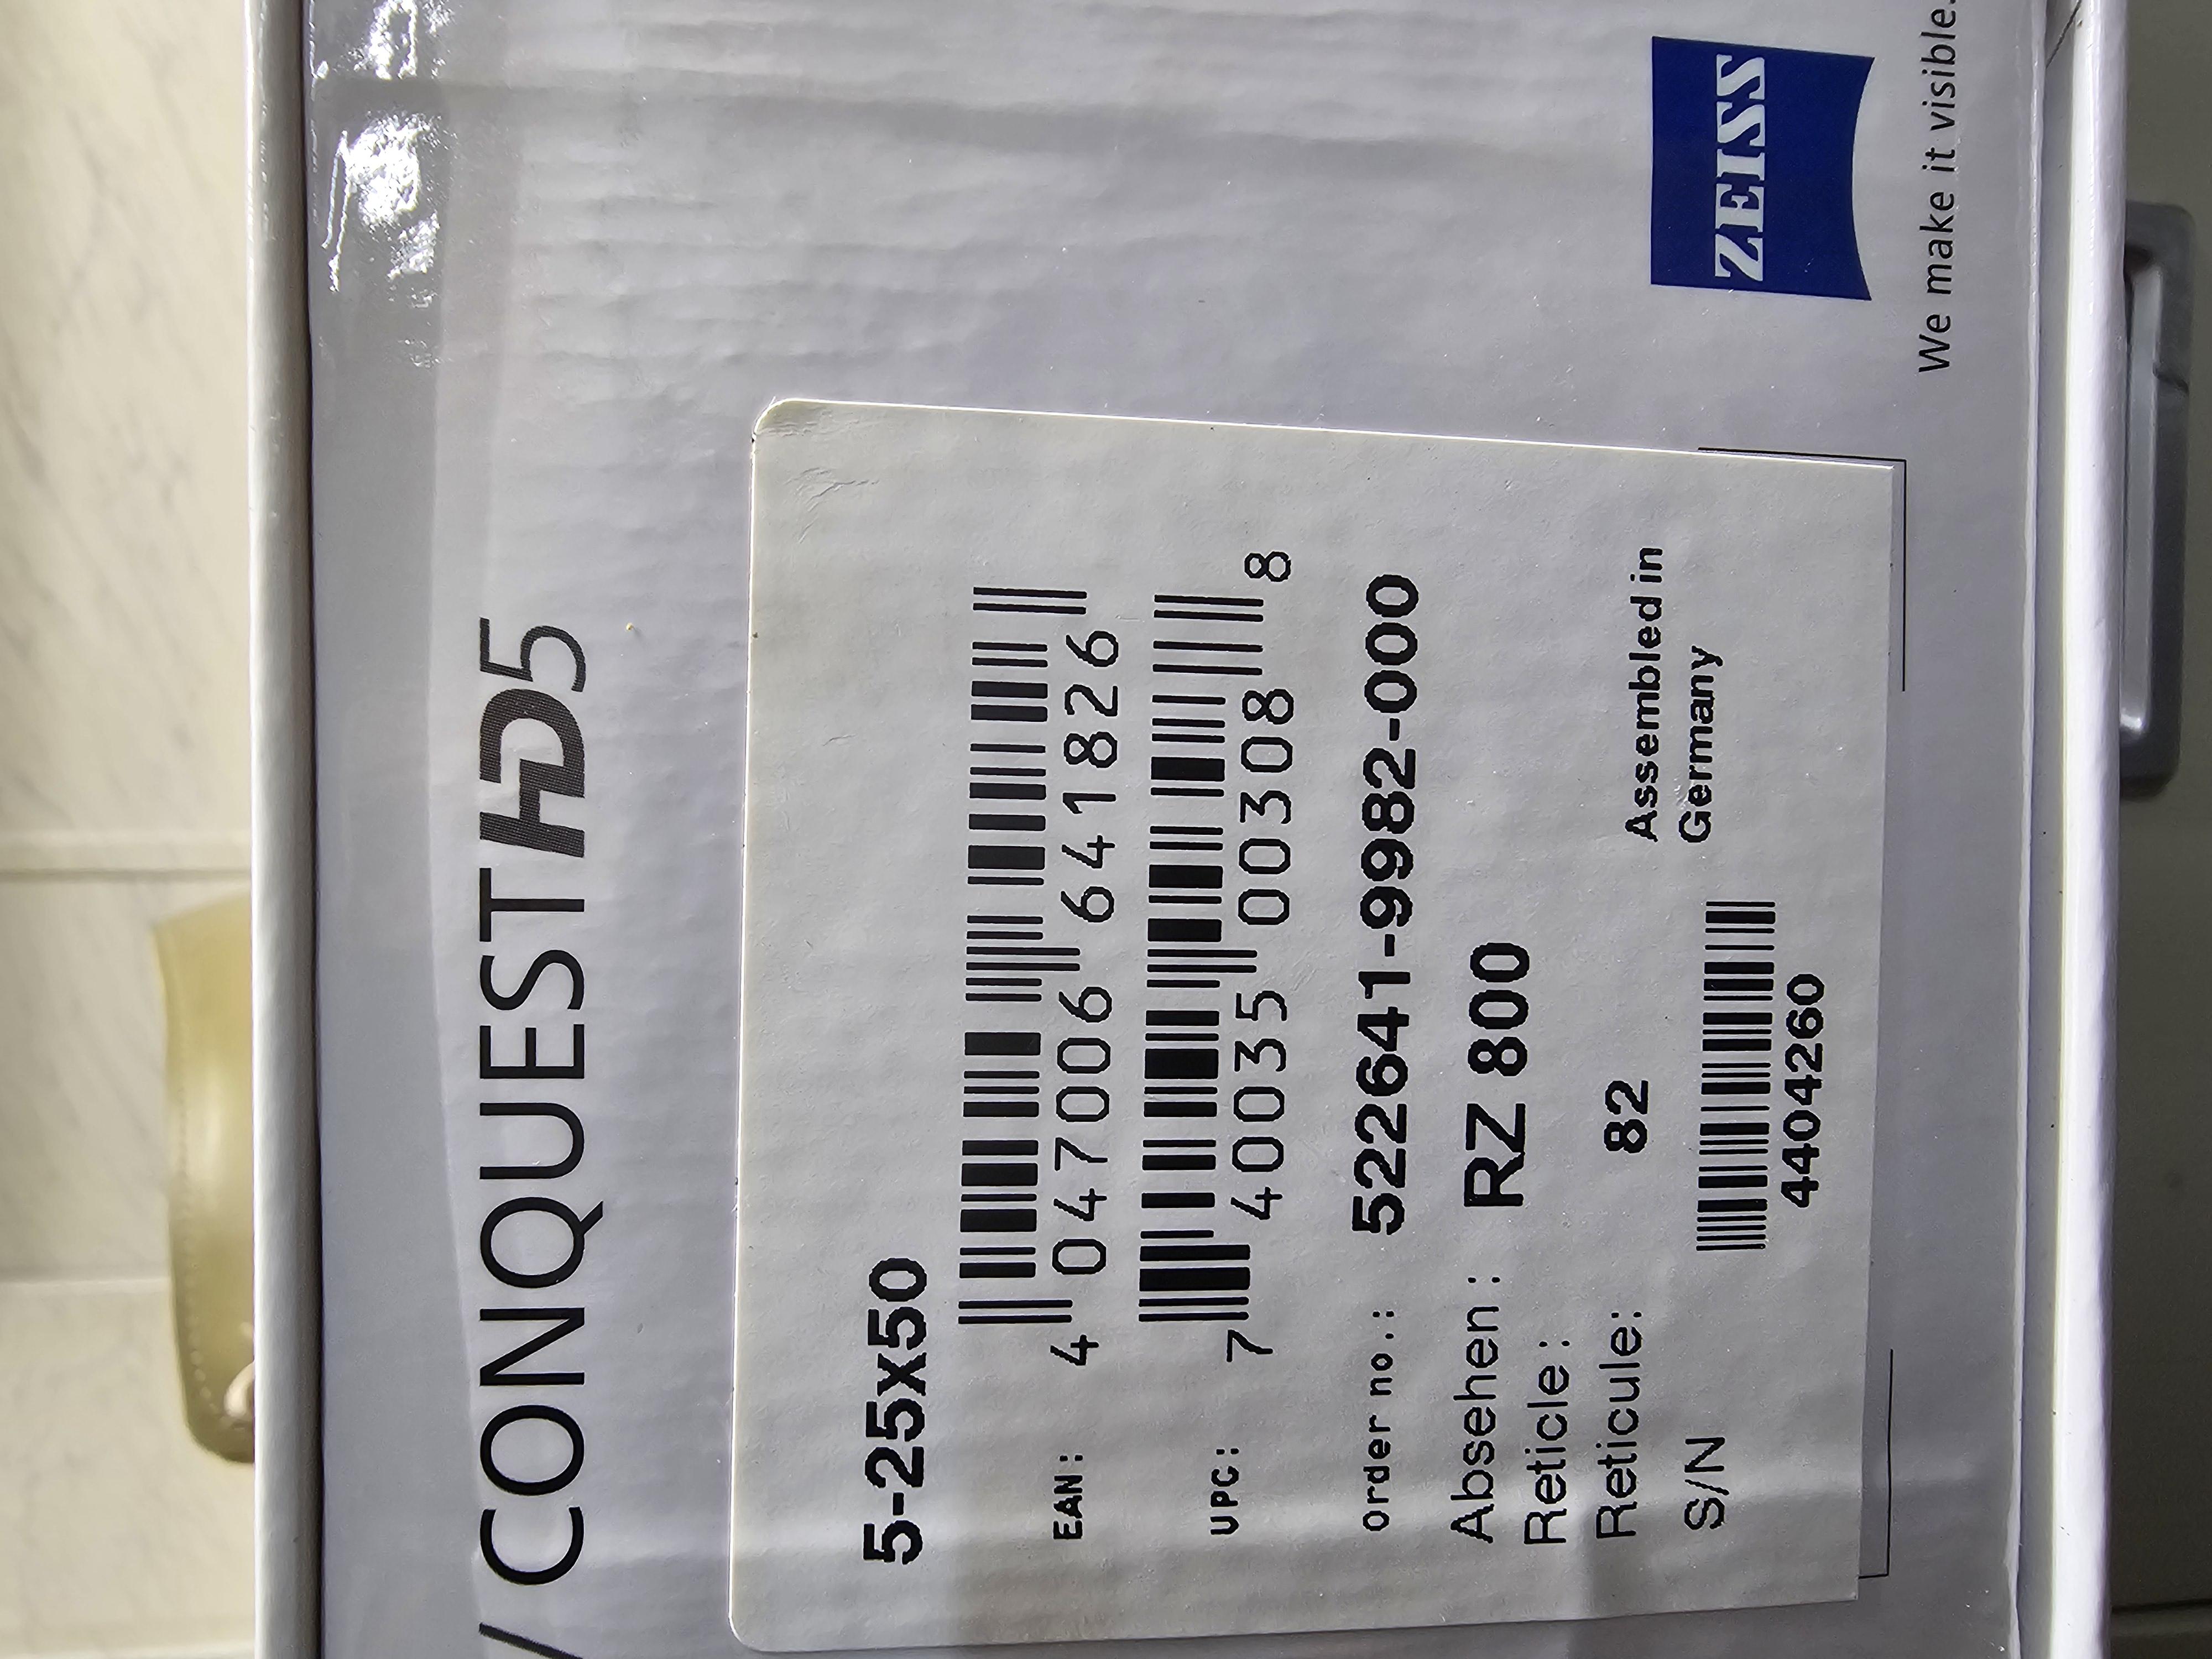 / CONQUEST HD5
5-25x50
EAN: 4 047006 641826
UPC: 7 40035 00308 8
Order no.: 522641-9982-000
Absehen: RZ 800
Reticle:
Reticule: 82
S/N
4404260
Assembled in
Germany
ZEISS
We make it visible.